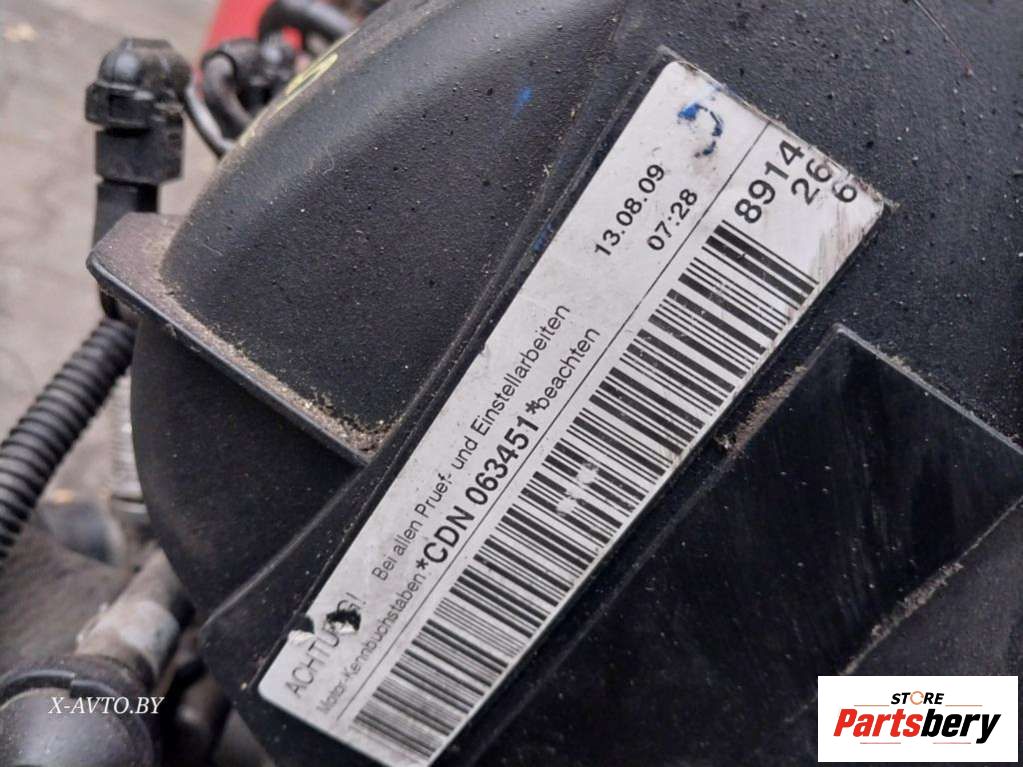 13.08.09
07:28
8914
26
6
ACHTUNG! Bei allen Pruef- und Einstellarbeiten
Motor-Kennbuchstaben *CDN 063451* beachten
X-AVTO.BY
STORE
Partsbery